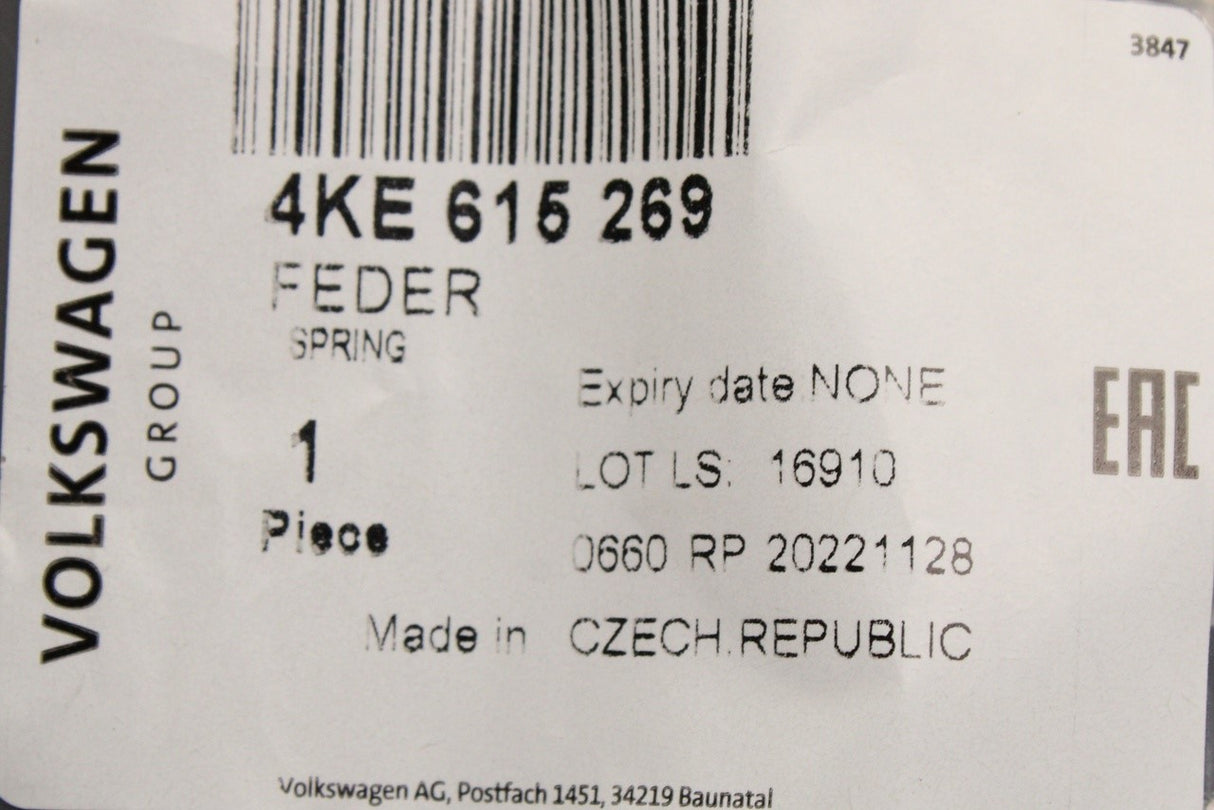 3847
VOLKSWAGEN
GROUP
4KE 615 269
FEDER
SPRING
1
Piece
Expiry date NONE
LOT LS: 16910
0660 RP 20221128
Made in CZECH.REPUBLIC
EAC
Volkswagen AG, Postfach 1451, 34219 Baunatal